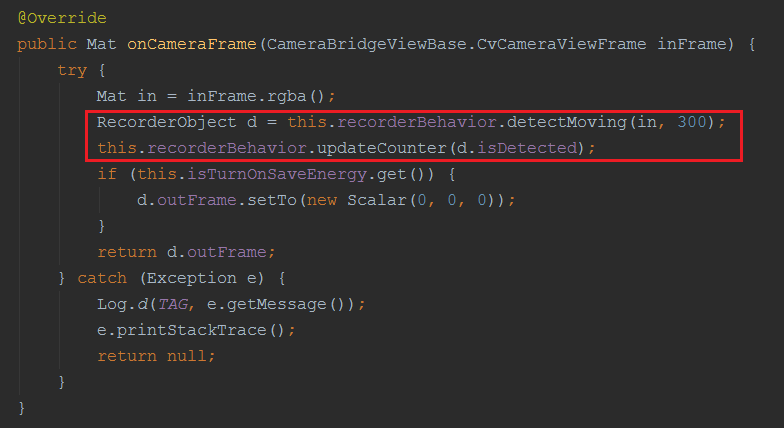 @Override
public Mat onCameraFrame(CameraBridgeViewBase.CvCameraViewFrame inFrame) {
    try {
        Mat in = inFrame.rgba();
        RecorderObject d = this.recorderBehavior.detectMoving(in, 300);
        this.recorderBehavior.updateCounter(d.isDetected);
        if (this.isTurnOnSaveEnergy.get()) {
            d.outFrame.setTo(new Scalar(0, 0, 0));
        }
        return d.outFrame;
    } catch (Exception e) {
        Log.d(TAG, e.getMessage());
        e.printStackTrace();
        return null;
    }
}